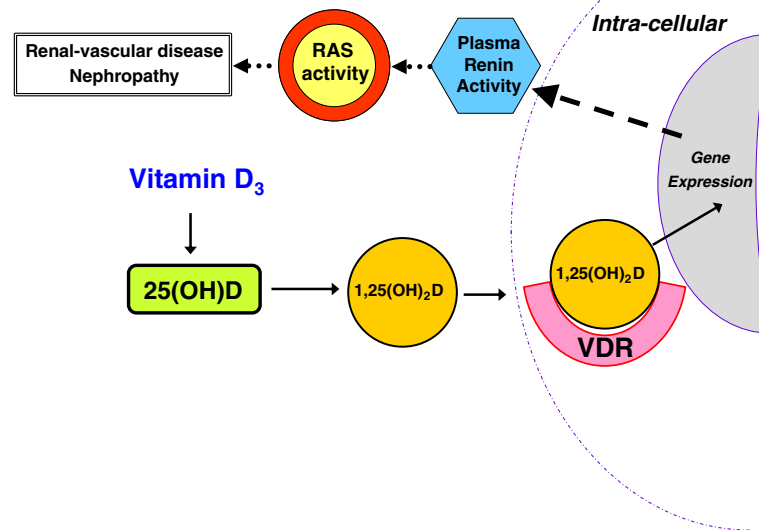 Intra-cellular
Renal-vascular disease
Nephropathy
RAS
activity
Plasma
Renin
Activity
Gene
Expression
Vitamin D₃
25(OH)D
1,25(OH)₂D
1,25(OH)₂D
VDR